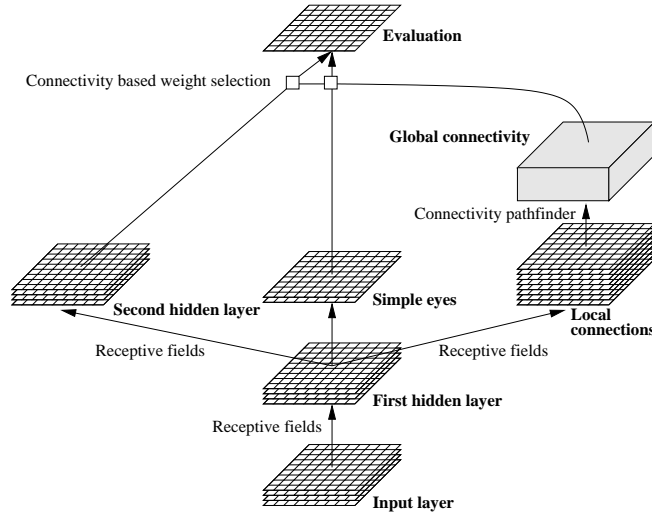 Evaluation
Connectivity based weight selection
Global connectivity
Connectivity pathfinder
Second hidden layer
Simple eyes
Local
connections
Receptive fields
Receptive fields
First hidden layer
Receptive fields
Input layer